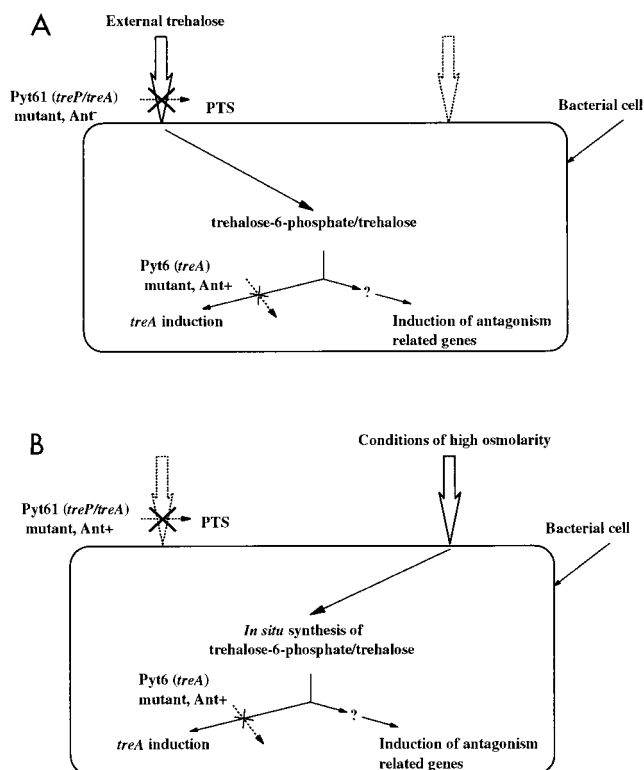 A
External trehalose
Pyt61 (treP/treA)
mutant, Ant-
PTS
Bacterial cell
trehalose-6-phosphate/trehalose
Pyt6 (treA)
mutant, Ant+
?
treA induction
Induction of antagonism
related genes
B
Conditions of high osmolarity
Pyt61 (treP/treA)
mutant, Ant+
PTS
Bacterial cell
In situ synthesis of
trehalose-6-phosphate/trehalose
Pyt6 (treA)
mutant, Ant+
?
treA induction
Induction of antagonism
related genes